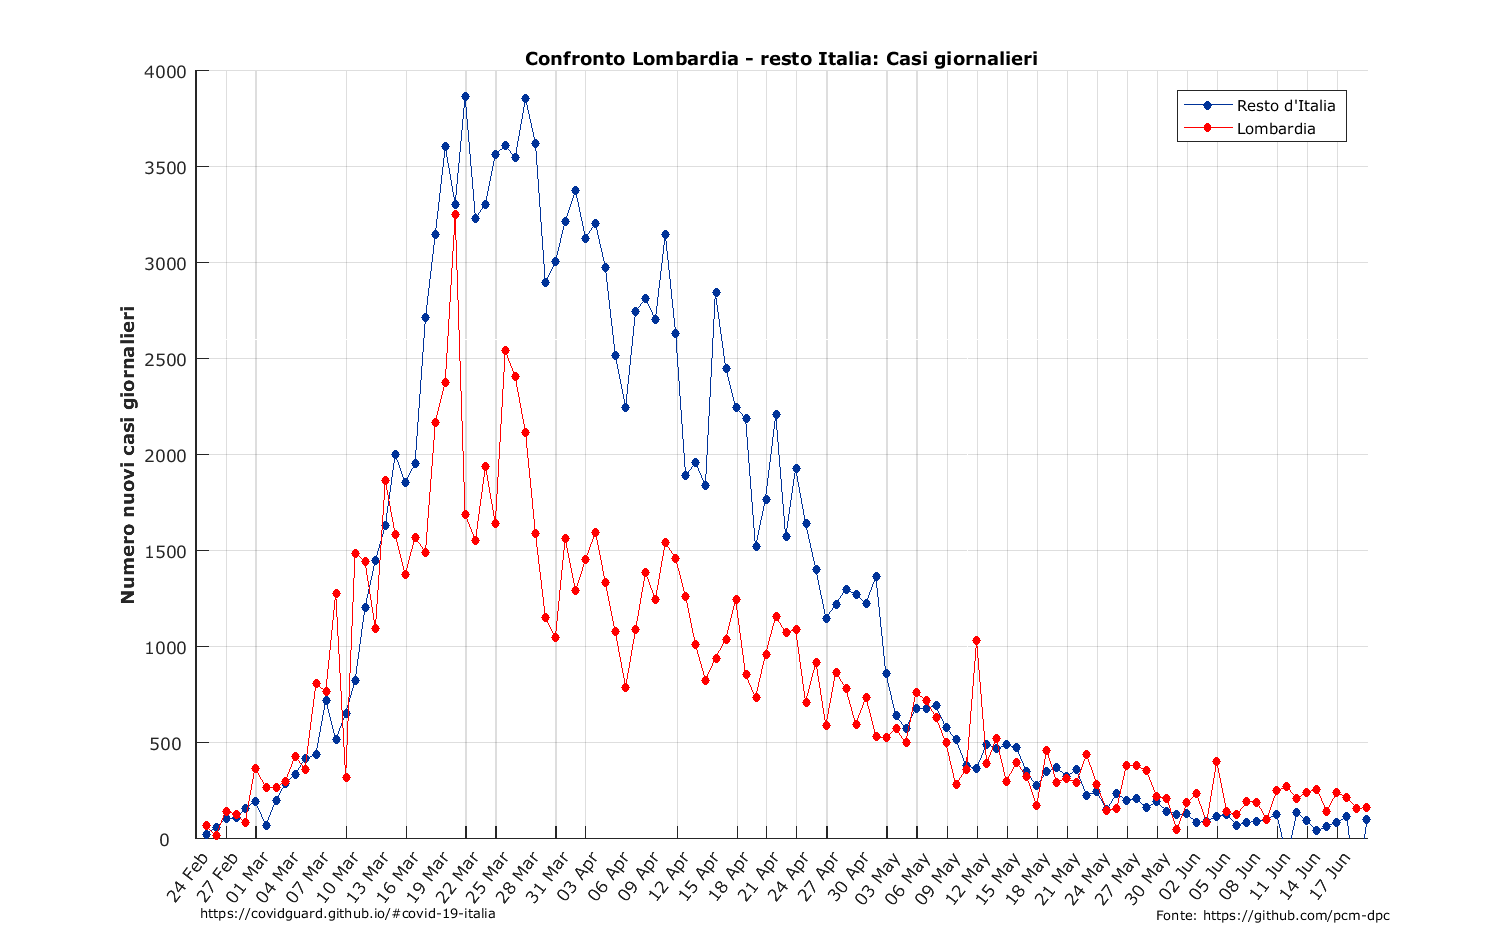 Confronto Lombardia - resto Italia: Casi giornalieri
Resto d'Italia
Lombardia
Numero nuovi casi giornalieri
4000
3500
3000
2500
2000
1500
1000
500
0
24 Feb
27 Feb
01 Mar
04 Mar
07 Mar
10 Mar
13 Mar
16 Mar
19 Mar
22 Mar
25 Mar
28 Mar
31 Mar
03 Apr
06 Apr
09 Apr
12 Apr
15 Apr
18 Apr
21 Apr
24 Apr
27 Apr
30 Apr
03 May
06 May
09 May
12 May
15 May
18 May
21 May
24 May
27 May
30 May
02 Jun
05 Jun
08 Jun
11 Jun
14 Jun
17 Jun
https://covidguard.github.io/#covid-19-italia
Fonte: https://github.com/pcm-dpc